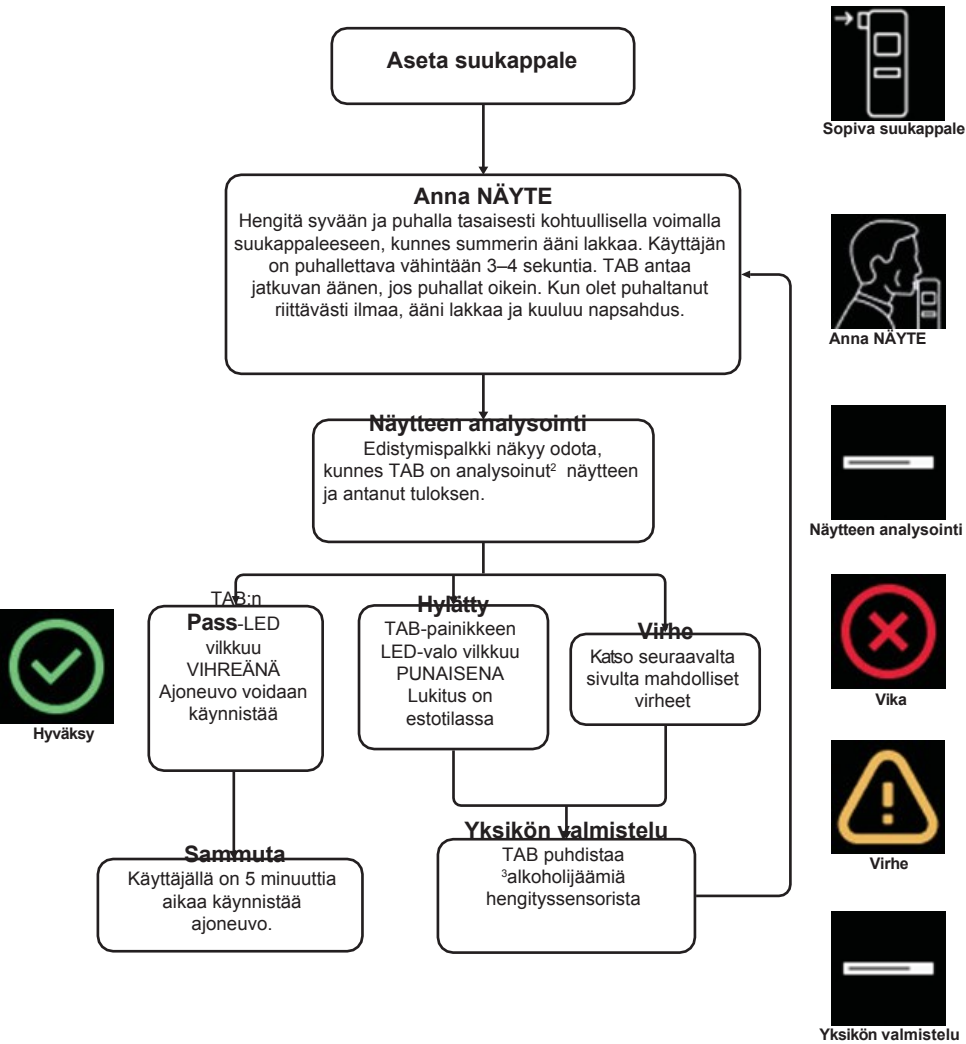 Aseta suukappale
Sopiva suukappale
Anna NÄYTE
Hengitä syvään ja puhalla tasaisesti kohtuullisella voimalla
suukappaleeseen, kunnes summerin ääni lakkaa. Käyttäjän
on puhallettava vähintään 3–4 sekuntia. TAB antaa
jatkuvan äänen, jos puhallat oikein. Kun olet puhaltanut
riittävästi ilmaa, ääni lakkaa ja kuuluu napsahdus.
Anna NÄYTE
Näytteen analysointi
Edistymispalkki näkyy odota,
kunnes TAB on analysoinut² näytteen
ja antanut tuloksen.
Näytteen analysointi
TAB:n
Pass-LED
vilkkuu
VIHREÄNÄ
Ajoneuvo voidaan
käynnistää
Hyväksy
Hylätty
TAB-painikkeen
LED-valo vilkkuu
PUNAISENA
Lukitus on
estotilassa
Virhe
Katso seuraavalta
sivulta mahdolliset
virheet
Vika
Virhe
Sammuta
Käyttäjällä on 5 minuuttia
aikaa käynnistää
ajoneuvo.
Yksikön valmistelu
TAB puhdistaa
³alkoholijäämiä
hengityssensorista
Yksikön valmistelu